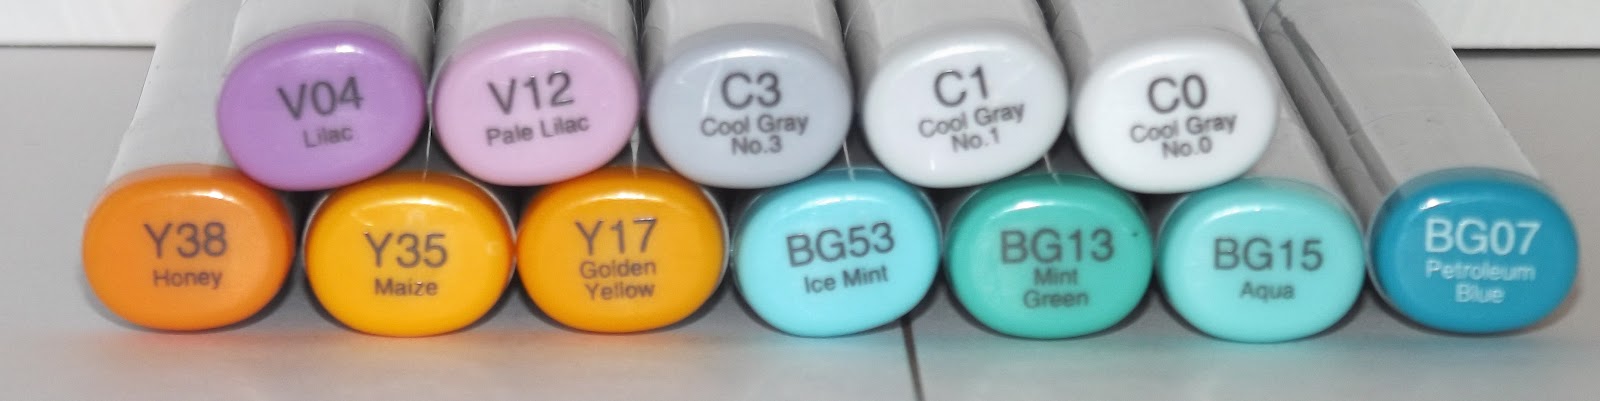 V04
Lilac
V12
Pale Lilac
C3
Cool Gray
No.3
C1
Cool Gray
No.1
C0
Cool Gray
No.0
Y38
Honey
Y35
Maize
Y17
Golden
Yellow
BG53
Ice Mint
BG13
Mint
Green
BG15
Aqua
BG07
Petroleum
Blue